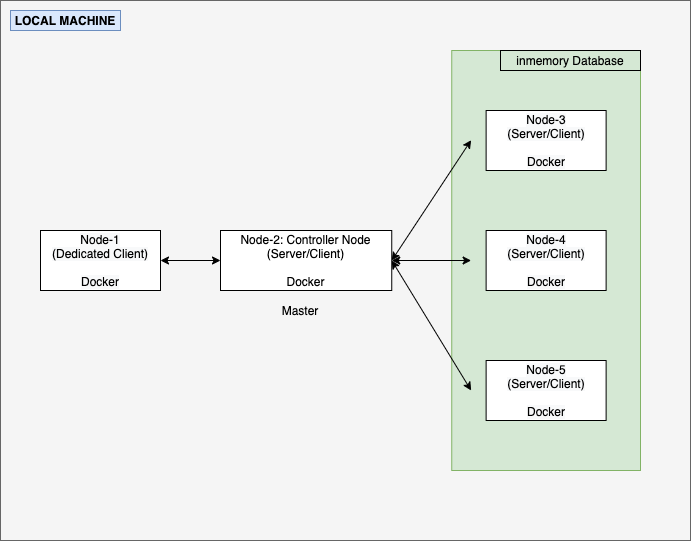 LOCAL MACHINE
inmemory Database
Node-3
(Server/Client)
Docker
Node-1
(Dedicated Client)
Docker
Node-2: Controller Node
(Server/Client)
Docker
Master
Node-4
(Server/Client)
Docker
Node-5
(Server/Client)
Docker